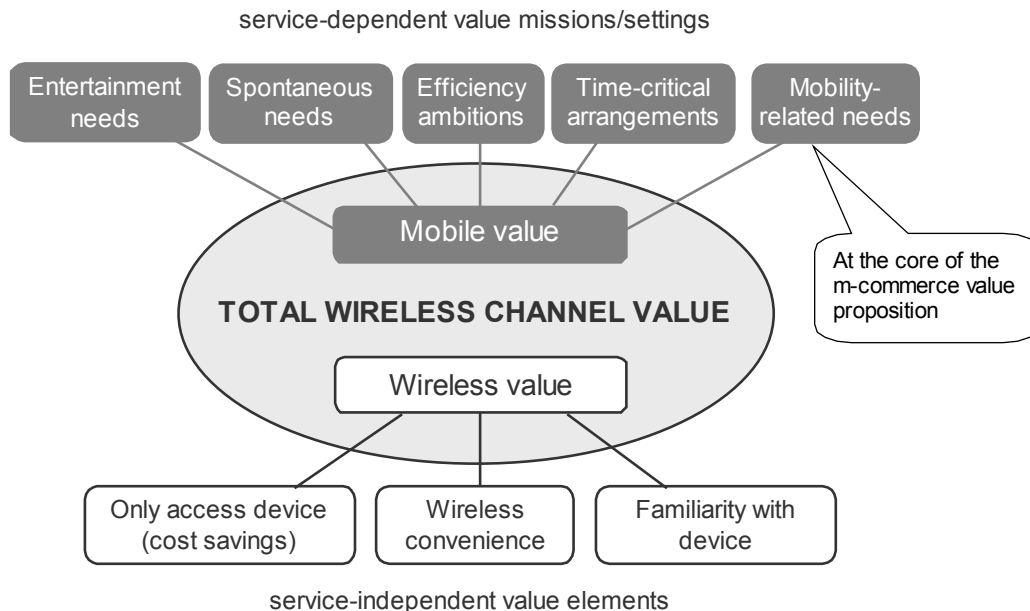 service-dependent value missions/settings
Entertainment
needs
Spontaneous
needs
Efficiency
ambitions
Time-critical
arrangements
Mobility-
related needs
Mobile value
At the core of the
m-commerce value
proposition
TOTAL WIRELESS CHANNEL VALUE
Wireless value
Only access device
(cost savings)
Wireless
convenience
Familiarity with
device
service-independent value elements